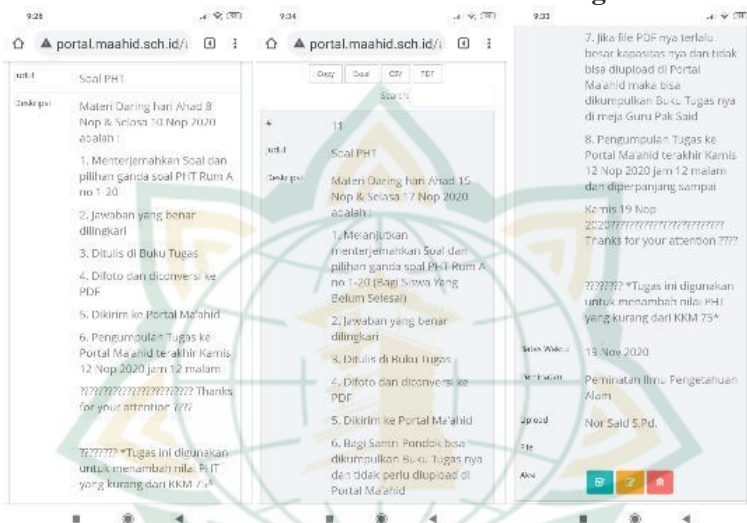 9:28
portal.maahid.sch.id/
Judul
Soal PHT
Deskripsi
Materi Daring hari Ahad 8
Nop & Selasa 10 Nop 2020
adalah :
1. Menterjemahkan Soal dan
pilihan ganda soal PHT Rum A
no 1-20
2. Jawaban yang benar
dilingkari
3. Ditulis di Buku Tugas
4. Difoto dan diconversi ke
PDF
5. Dikirim ke Portal Ma'ahid
6. Pengumpulan Tugas ke
Portal Ma'ahid terakhir Kamis
12 Nop 2020 jam 12 malam
Thanks
for your attention ????
???????? *Tugas ini digunakan
untuk menambah nilai PHT
yang kurang dari KKM 75*
9:34
portal.maahid.sch.id/
Copy Excel CSV PDF
Search:
#
11
Judul
Soal PHT
Deskripsi
Materi Daring hari Ahad 15
Nop & Selasa 17 Nop 2020
adalah :
1. Melanjutkan
menterjemahkan Soal dan
pilihan ganda soal PHT Rum A
no 1-20 (Bagi Siswa Yang
Belum Selesai)
2. Jawaban yang benar
dilingkari
3. Ditulis di Buku Tugas
4. Difoto dan diconversi ke
PDF
5. Dikirim ke Portal Ma'ahid
6. Bagi Santri Pondok bisa
dikumpulkan Buku Tugas nya
dan tidak perlu diupload di
Portal Maahid
9:33
7. Jika file PDF nya terlalu
besar kapasitas nya dan tidak
bisa diupload di Portal
Ma'ahid maka bisa
dikumpulkan Buku Tugas nya
di meja Guru Pak Said
8. Pengumpulan Tugas ke
Portal Ma'ahid terakhir Kamis
12 Nop 2020 jam 12 malam
dan diperpanjang sampai
Kamis 19 Nop
2020
Thanks for your attention ????
???????? *Tugas ini digunakan
untuk menambah nilai PHT
yang kurang dari KKM 75*
Batas Waktu
19 Nov 2020
Peminatan
Peminatan Ilmu Pengetahuan
Alam
Upload
Nor Said S.Pd.
File
Aksi